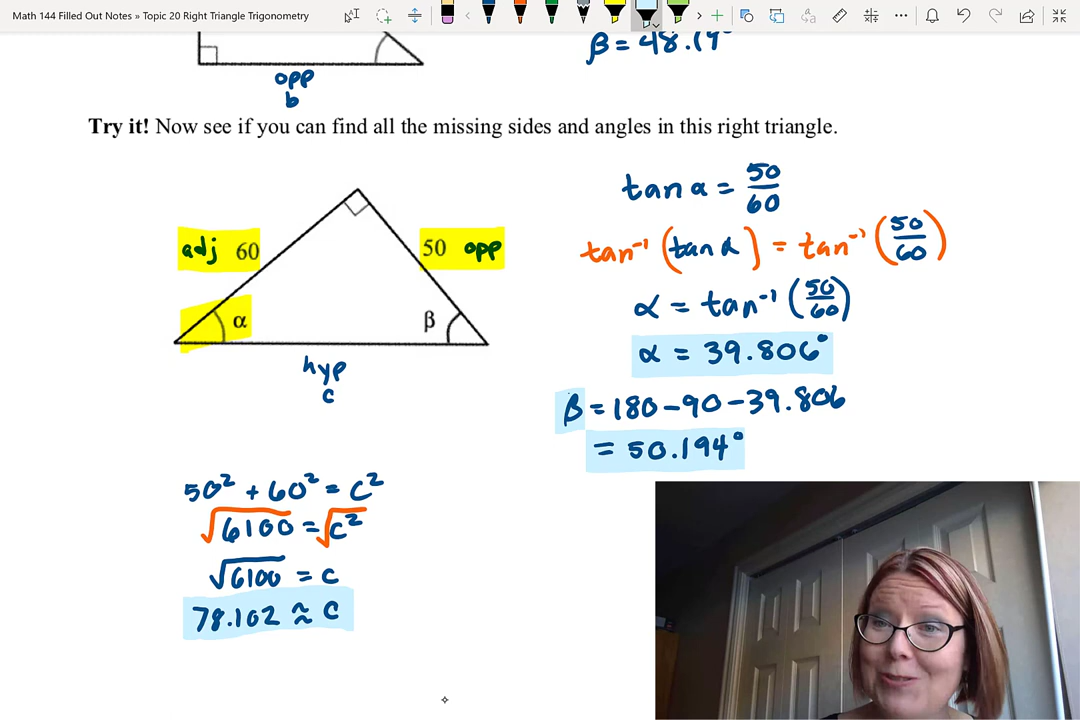 Math 144 Filled Out Notes » Topic 20 Right Triangle Trigonometry
opp
b
β = 48.19°
Try it! Now see if you can find all the missing sides and angles in this right triangle.
adj 60
50 opp
α
β
hyp
c
tan α = 50/60
tan⁻¹ (tan α) = tan⁻¹ (50/60)
α = tan⁻¹ (50/60)
α = 39.806°
β = 180 - 90 - 39.806
= 50.194°
50² + 60² = c²
√6100 = √c²
√6100 = c
78.102 ≈ c